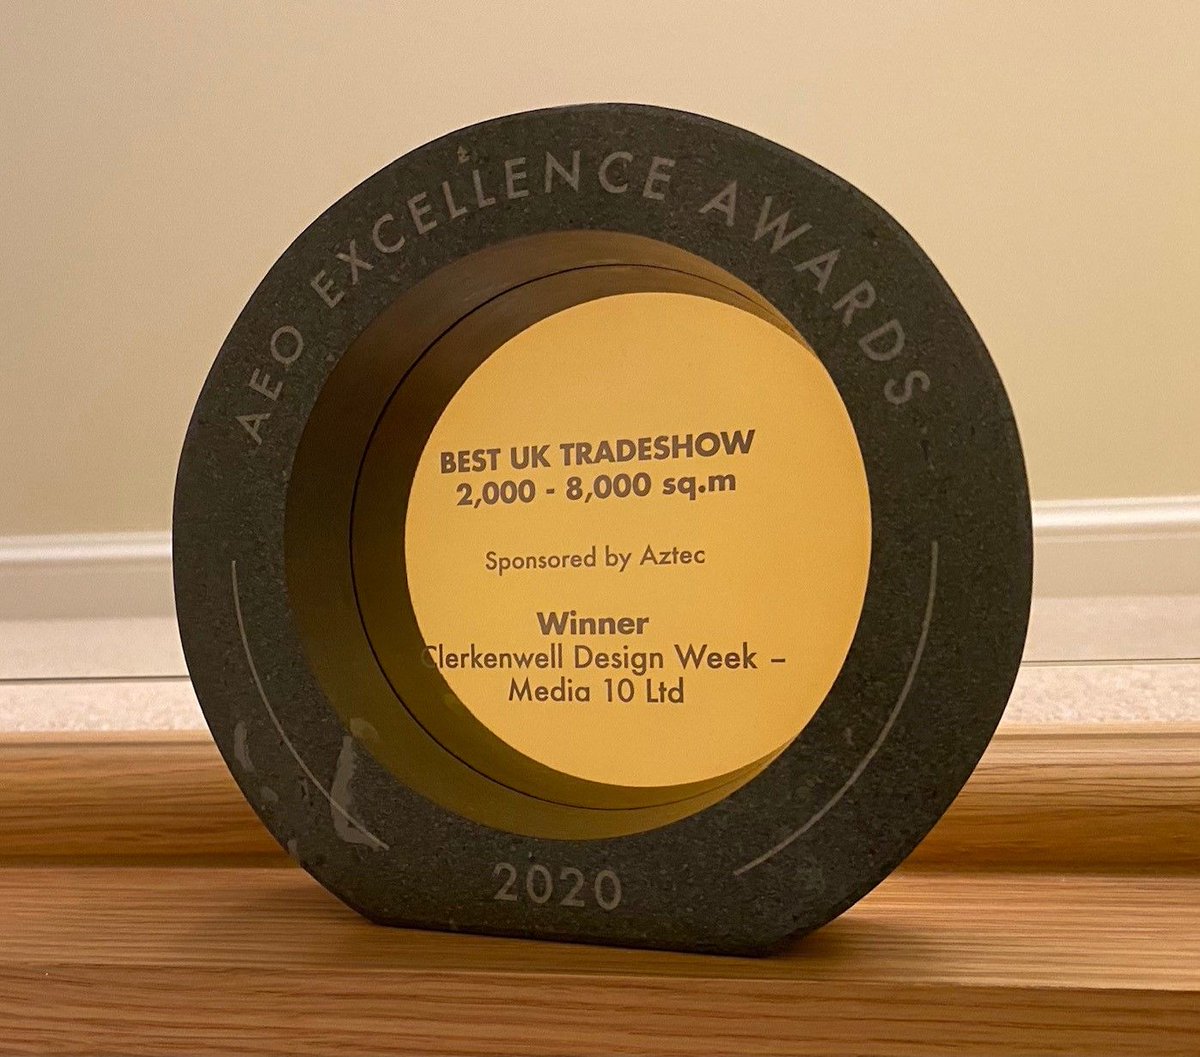 AEO EXCELLENCE AWARDS
BEST UK TRADESHOW
2,000 - 8,000 sq.m
Sponsored by Aztec
Winner
Clerkenwell Design Week –
Media 10 Ltd
2020